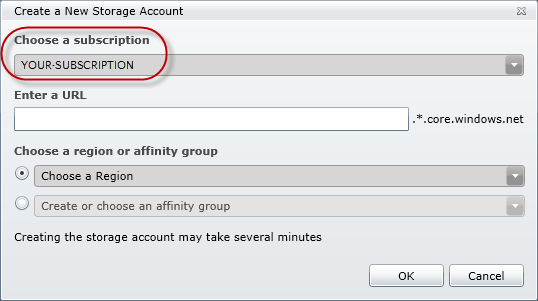 Create a New Storage Account
Choose a subscription
YOUR-SUBSCRIPTION
Enter a URL
.*.core.windows.net
Choose a region or affinity group
Choose a Region
Create or choose an affinity group
Creating the storage account may take several minutes
OK Cancel